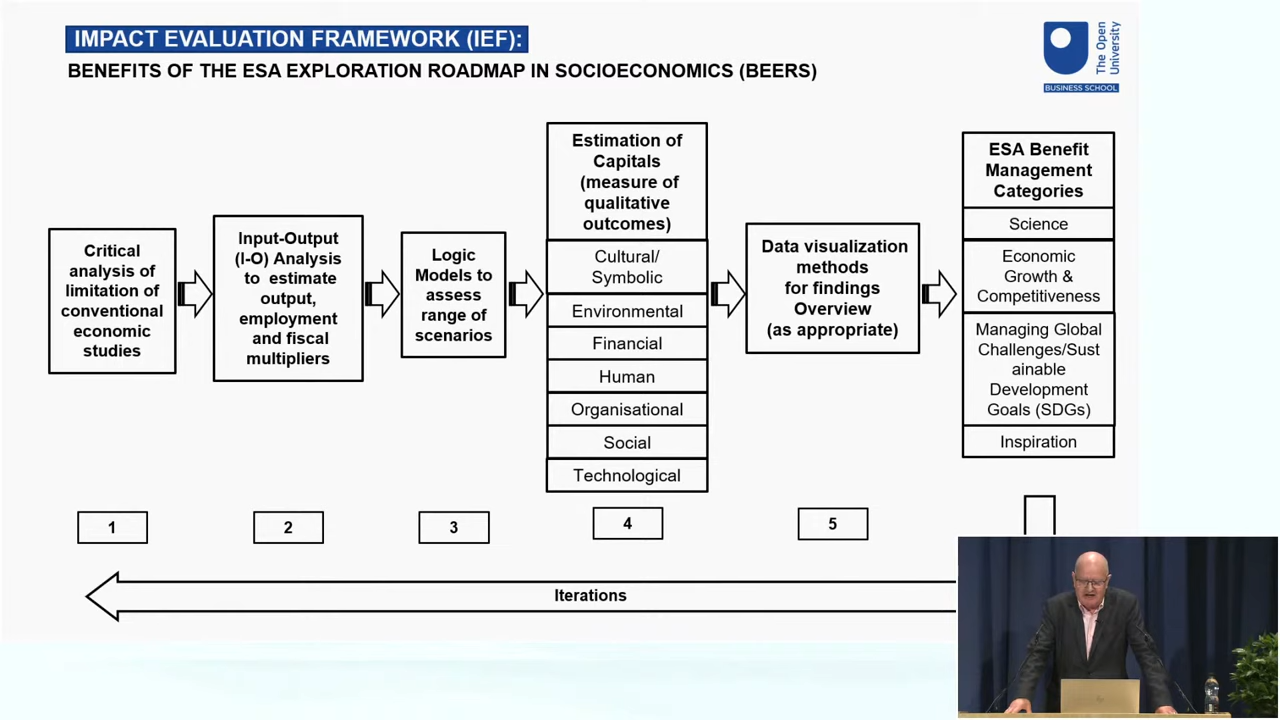 IMPACT EVALUATION FRAMEWORK (IEF):
BENEFITS OF THE ESA EXPLORATION ROADMAP IN SOCIOECONOMICS (BEERS)
The Open
University
BUSINESS SCHOOL
Critical
analysis of
limitation of
conventional
economic
studies
Input-Output
(I-O) Analysis
to estimate
output,
employment
and fiscal
multipliers
Logic
Models to
assess
range of
scenarios
Estimation of
Capitals
(measure of
qualitative
outcomes)
Cultural/
Symbolic
Environmental
Financial
Human
Organisational
Social
Technological
Data visualization
methods
for findings
Overview
(as appropriate)
ESA Benefit
Management
Categories
Science
Economic
Growth &
Competitiveness
Managing Global
Challenges/Sust
ainable
Development
Goals (SDGs)
Inspiration
1
2
3
4
5
Iterations